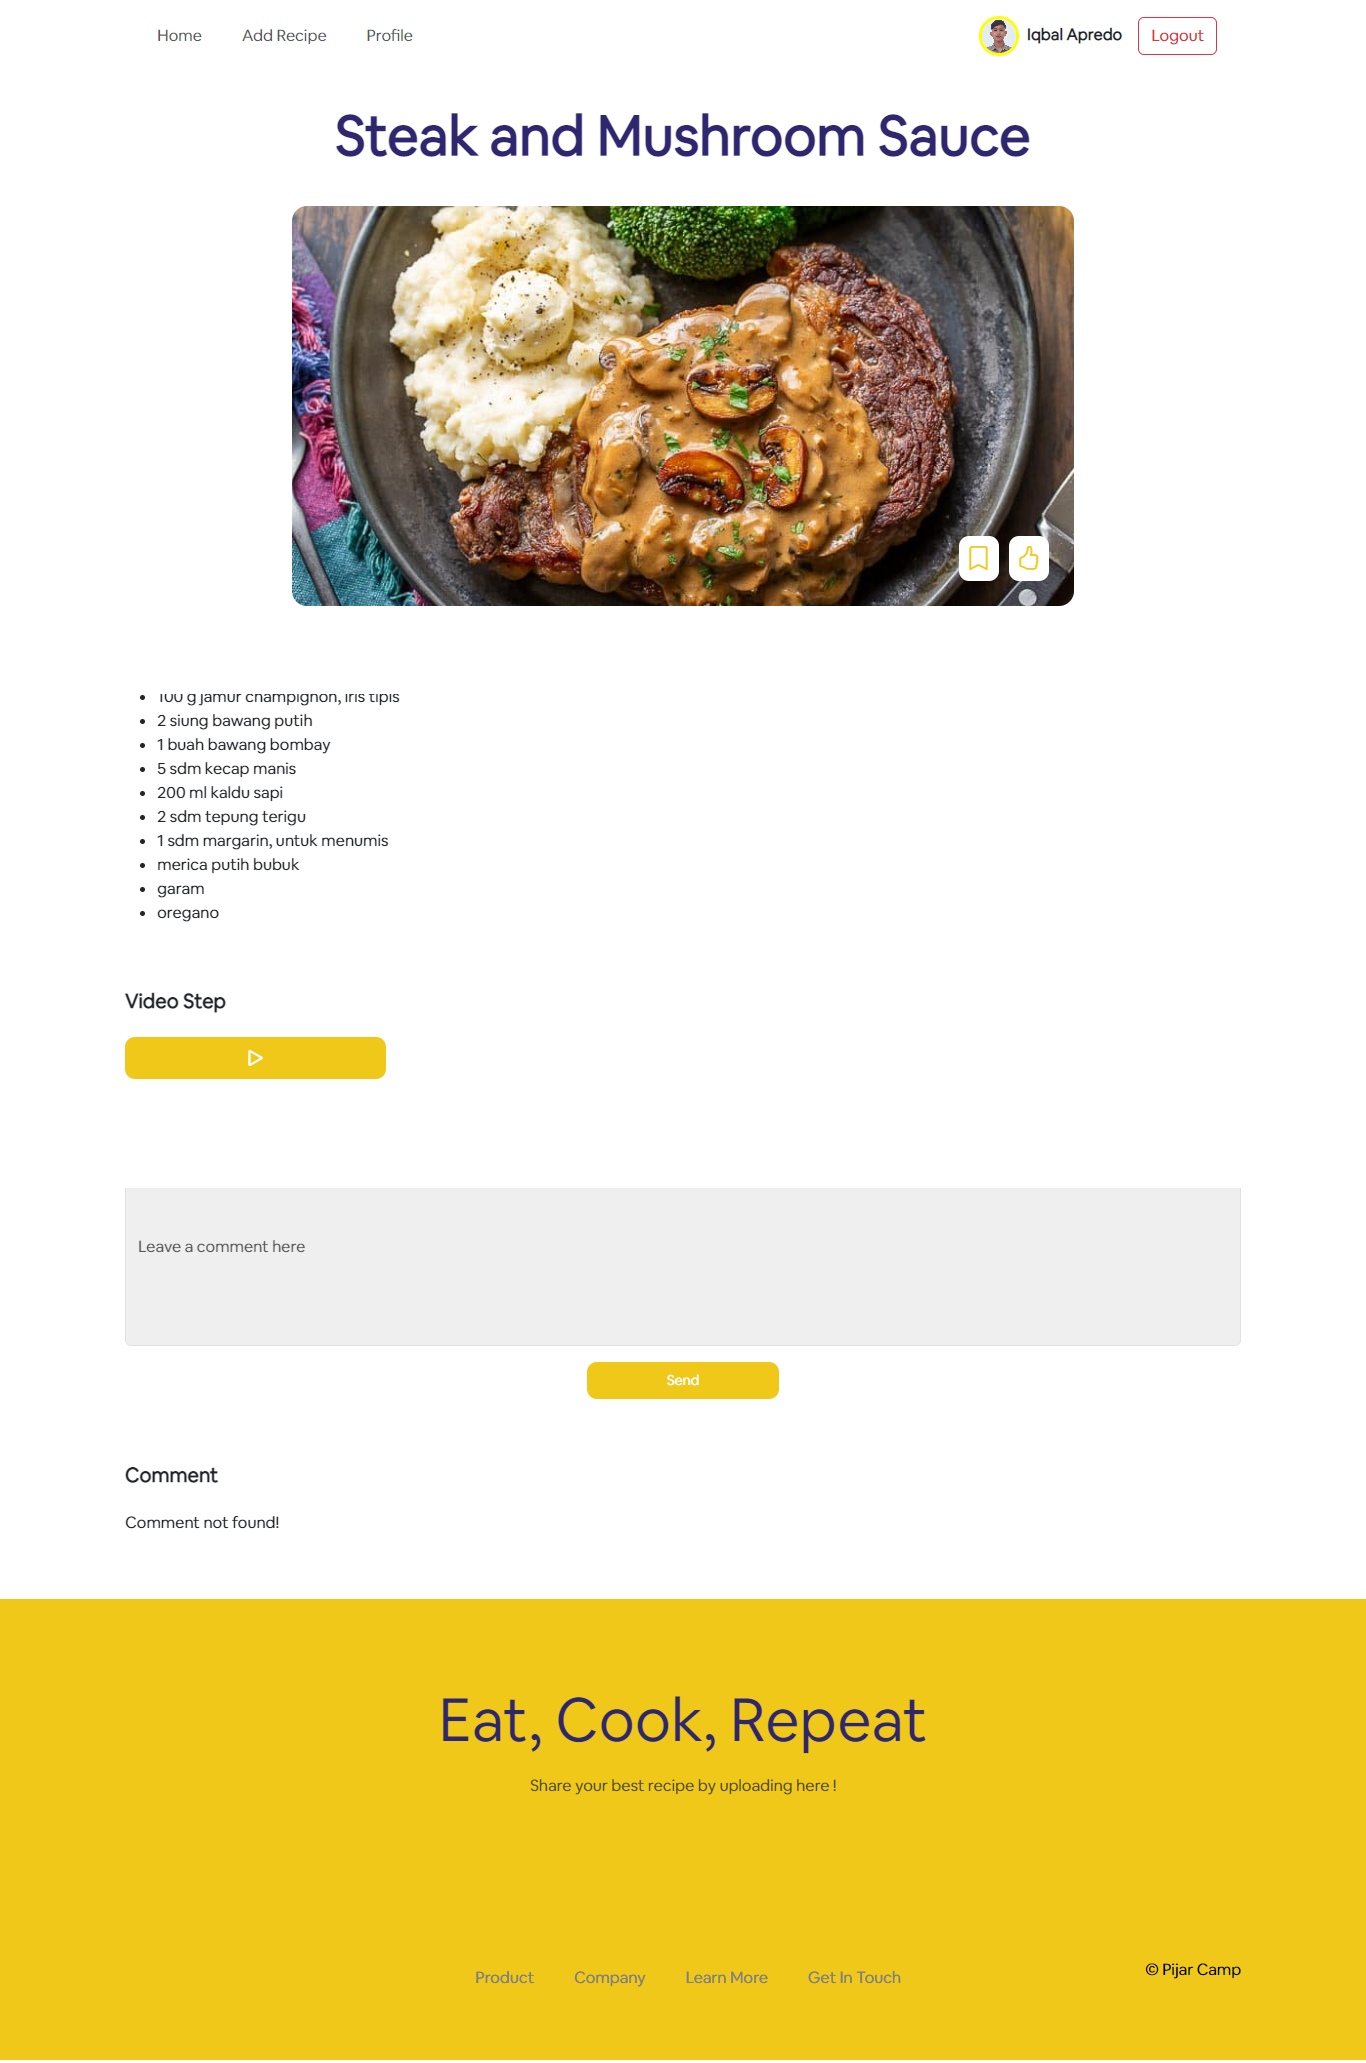 Home Add Recipe Profile Iqbal Apredo Logout
Steak and Mushroom Sauce
100 g jamur champignon, iris tipis
2 siung bawang putih
1 buah bawang bombay
5 sdm kecap manis
200 ml kaldu sapi
2 sdm tepung terigu
1 sdm margarin, untuk menumis
merica putih bubuk
garam
oregano
Video Step
Leave a comment here
Send
Comment
Comment not found!
Eat, Cook, Repeat
Share your best recipe by uploading here !
Product Company Learn More Get In Touch © Pijar Camp